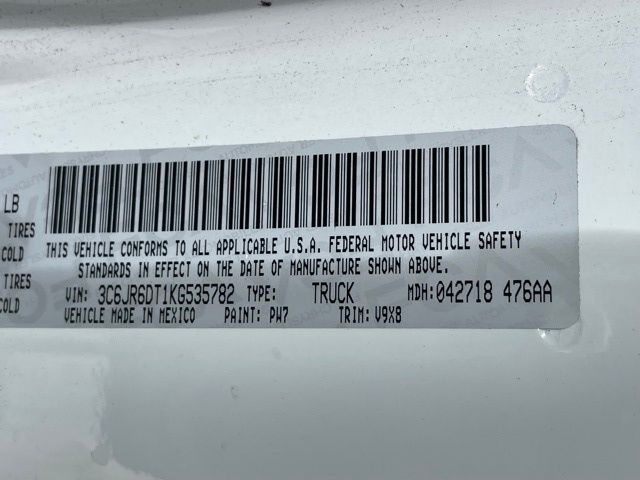 LB
TIRES
COLD
TIRES
COLD
THIS VEHICLE CONFORMS TO ALL APPLICABLE U.S.A. FEDERAL MOTOR VEHICLE SAFETY
STANDARDS IN EFFECT ON THE DATE OF MANUFACTURE SHOWN ABOVE.
VIN: 3C6JR6DT1KG535782 TYPE: TRUCK MDH: 042718 476AA
VEHICLE MADE IN MEXICO PAINT: PW7 TRIM: V9X8